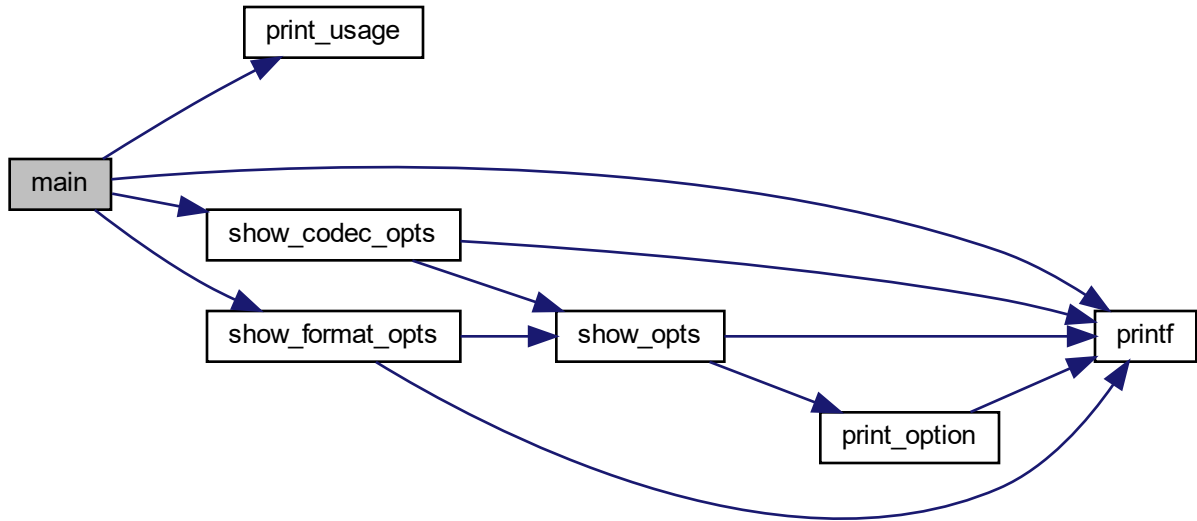 print_usage
main
show_codec_opts
show_format_opts
show_opts
printf
print_option